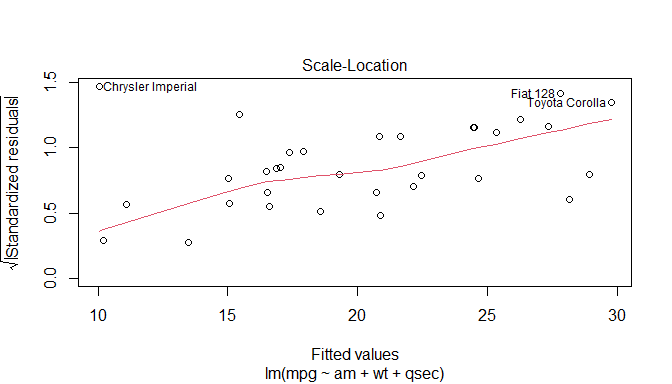 Scale-Location
√|Standardized residuals|
1.5
1.0
0.5
0.0
Chrysler Imperial
Fiat 128
Toyota Corolla
10 15 20 25 30
Fitted values
lm(mpg ~ am + wt + qsec)